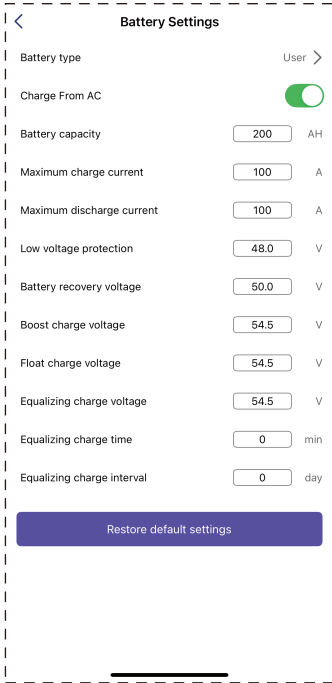 Battery Settings
Battery type User
Charge From AC
Battery capacity 200 AH
Maximum charge current 100 A
Maximum discharge current 100 A
Low voltage protection 48.0 V
Battery recovery voltage 50.0 V
Boost charge voltage 54.5 V
Float charge voltage 54.5 V
Equalizing charge voltage 54.5 V
Equalizing charge time 0 min
Equalizing charge interval 0 day
Restore default settings